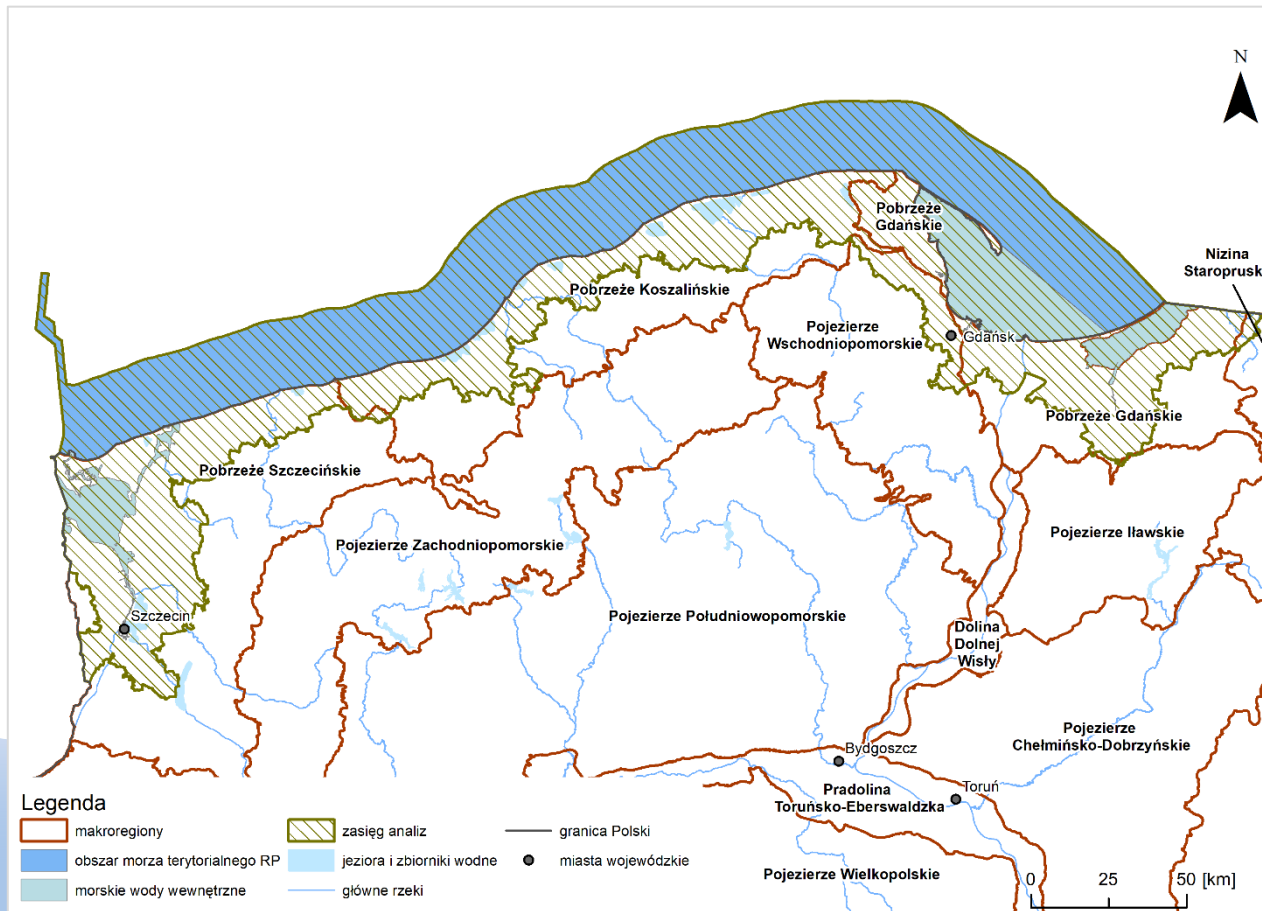 N
Pobrzeże
Gdańskie
Nizina
Staroprusk
Pobrzeże Koszalińskie
Pojezierze
Wschodniopomorskie
Gdańsk
Pobrzeże Gdańskie
Pobrzeże Szczecińskie
Pojezierze Zachodniopomorskie
Pojezierze Iławskie
Szczecin
Pojezierze Południowopomorskie
Dolina
Dolnej
Wisły
Pojezierze
Chełmińsko-Dobrzyńskie
Bydgoszcz
Pradolina
Toruńsko-Eberswaldzka
Toruń
Pojezierze Wielkopolskie
0 25 50 [km]
Legenda
makroregiony
obszar morza terytorialnego RP
morskie wody wewnętrzne
zasięg analiz
jeziora i zbiorniki wodne
główne rzeki
granica Polski
miasta wojewódzkie